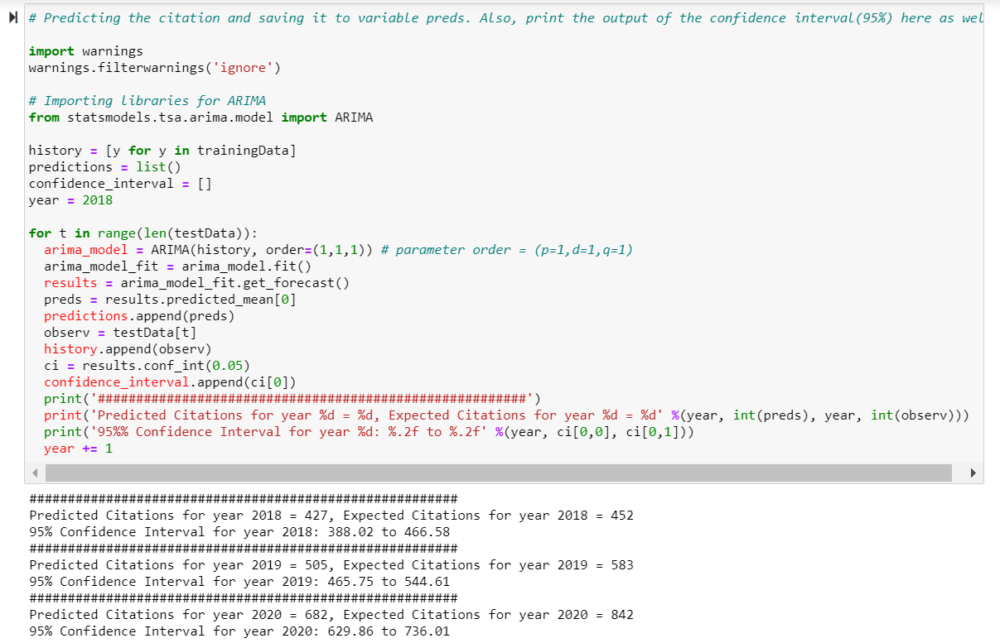 # Predicting the citation and saving it to variable preds. Also, print the output of the confidence interval(95%) here as wel
import warnings
warnings.filterwarnings('ignore')
# Importing libraries for ARIMA
from statsmodels.tsa.arima.model import ARIMA
history = [y for y in trainingData]
predictions = list()
confidence_interval = []
year = 2018
for t in range(len(testData)):
  arima_model = ARIMA(history, order=(1,1,1)) # parameter order = (p=1,d=1,q=1)
  arima_model_fit = arima_model.fit()
  results = arima_model_fit.get_forecast()
  preds = results.predicted_mean[0]
  predictions.append(preds)
  observ = testData[t]
  history.append(observ)
  ci = results.conf_int(0.05)
  confidence_interval.append(ci[0])
  print('########################################################')
  print('Predicted Citations for year %d = %d, Expected Citations for year %d = %d' %(year, int(preds), year, int(observ)))
  print('95%% Confidence Interval for year %d: %.2f to %.2f' %(year, ci[0,0], ci[0,1]))
  year += 1
########################################################
Predicted Citations for year 2018 = 427, Expected Citations for year 2018 = 452
95% Confidence Interval for year 2018: 388.02 to 466.58
########################################################
Predicted Citations for year 2019 = 505, Expected Citations for year 2019 = 583
95% Confidence Interval for year 2019: 465.75 to 544.61
########################################################
Predicted Citations for year 2020 = 682, Expected Citations for year 2020 = 842
95% Confidence Interval for year 2020: 629.86 to 736.01